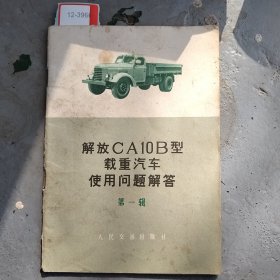 12-3966
解放CA10B型
载重汽车
使用问题解答
第一辑
人民交通出版社